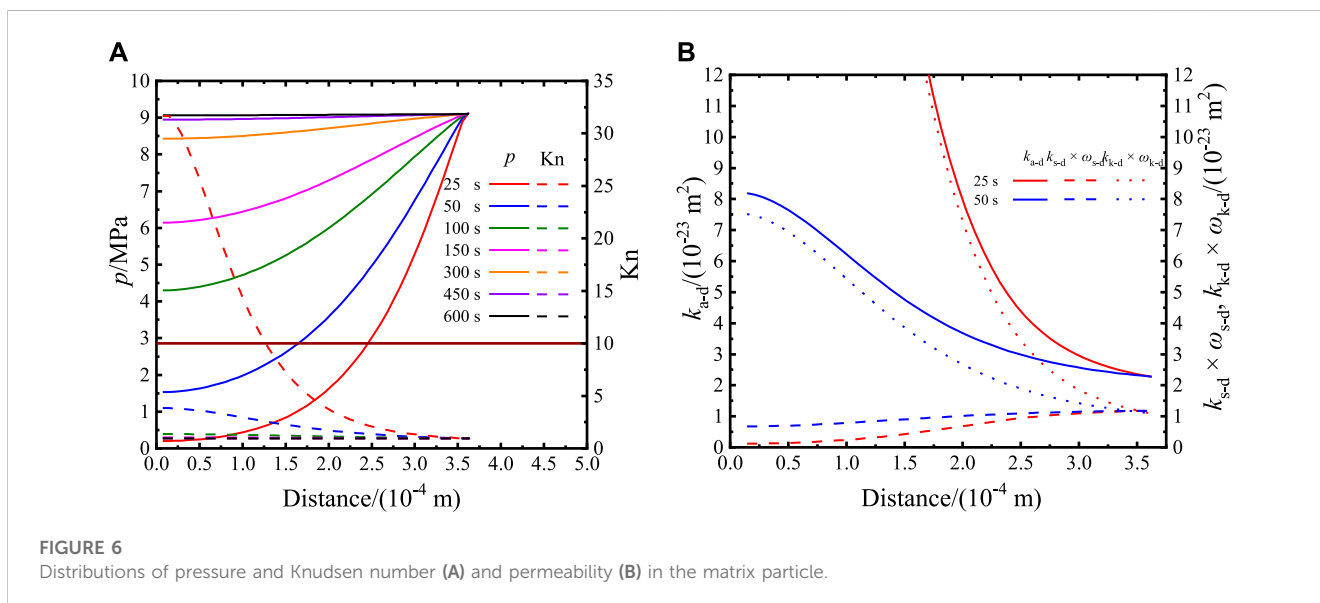 A
10
9
8
7
6
5
4
3
2
1
0
p/MPa
35
30
25
20
15
10
5
0
Kn
p Kn
25 s
50 s
100 s
150 s
300 s
450 s
600 s
0.0 0.5 1.0 1.5 2.0 2.5 3.0 3.5 4.0 4.5 5.0
Distance/(10⁻⁴ m)
B
12
11
10
9
8
7
6
5
4
3
2
1
0
k_a-d/(10⁻²³ m²)
12
11
10
9
8
7
6
5
4
3
2
1
0
k_s-d × ω_s-d, k_k-d × ω_k-d/(10⁻²³ m²)
k_a-d k_s-d × ω_s-d k_k-d × ω_k-d
25 s
50 s
0.0 0.5 1.0 1.5 2.0 2.5 3.0 3.5
Distance/(10⁻⁴ m)
FIGURE 6
Distributions of pressure and Knudsen number (A) and permeability (B) in the matrix particle.